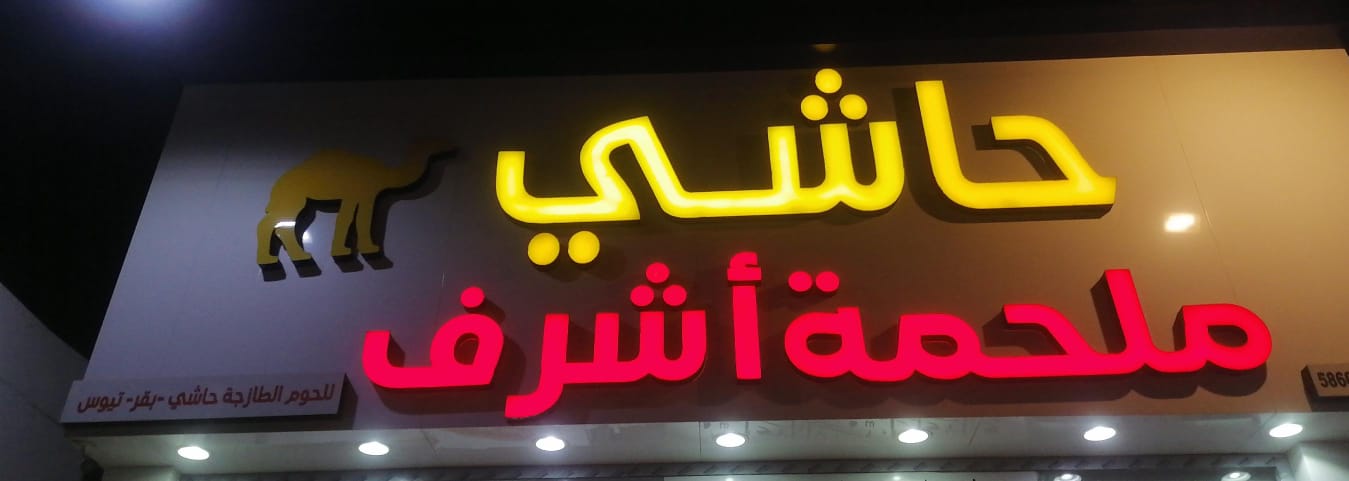 حاشي
ملحمة أشرف
للحوم الطازجة حاشي - بقر - تيوس